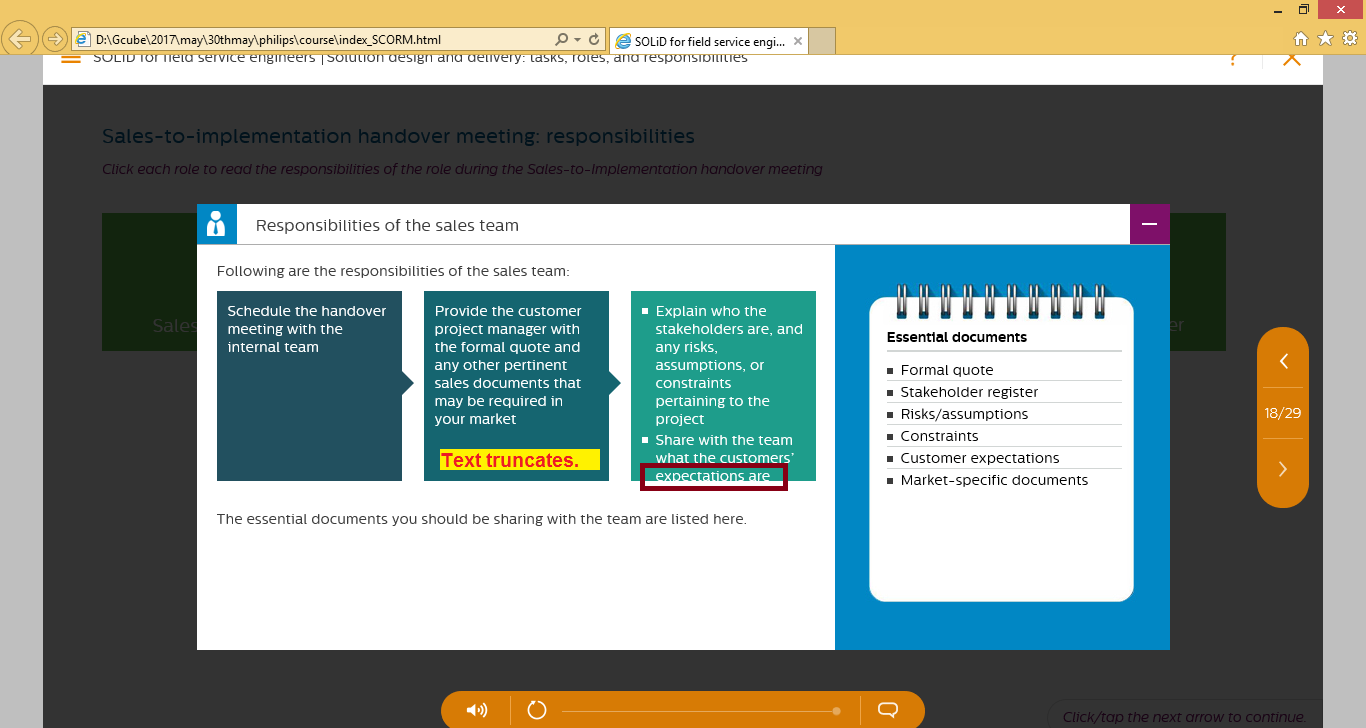 D:\Gcube\2017\may\30thmay\philips\course\index_SCORM.html
SOLiD for field service engi...
SOLiD for field service engineers | Solution design and delivery: tasks, roles, and responsibilities
?
Sales-to-implementation handover meeting: responsibilities
Click each role to read the responsibilities of the role during the Sales-to-Implementation handover meeting
Sales
er
Responsibilities of the sales team
Following are the responsibilities of the sales team:
Schedule the handover
meeting with the
internal team
Provide the customer
project manager with
the formal quote and
any other pertinent
sales documents that
may be required in
your market
Text truncates.
Explain who the
stakeholders are, and
any risks,
assumptions, or
constraints
pertaining to the
project
Share with the team
what the customers’
expectations are
The essential documents you should be sharing with the team are listed here.
Essential documents
Formal quote
Stakeholder register
Risks/assumptions
Constraints
Customer expectations
Market-specific documents
18/29
Click/tap the next arrow to continue.